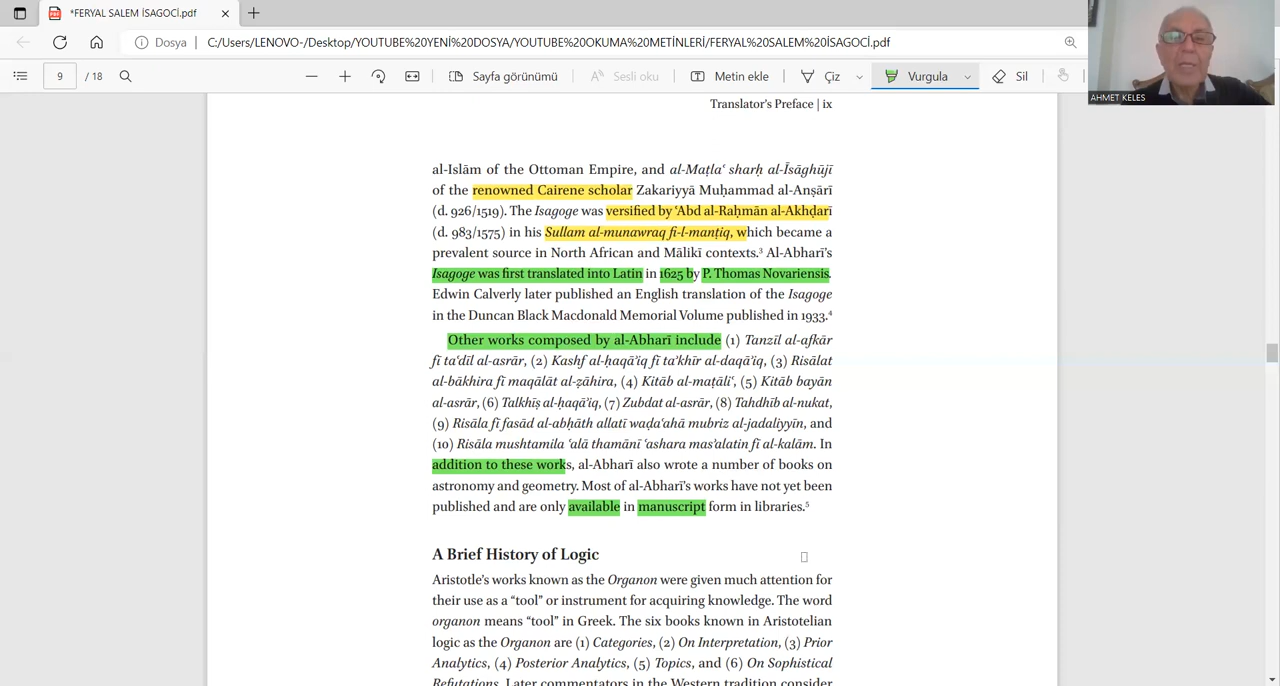 *FERYAL SALEM İSAGOCİ.pdf
Dosya
C:/Users/LENOVO-/Desktop/YOUTUBE%20YENİ%20DOSYA/YOUTUBE%20OKUMA%20METİNLERİ/FERYAL%20SALEM%20İSAGOCİ.pdf
9 / 18
Sayfa görünümü
Sesli oku
Metin ekle
Çiz
Vurgula
Sil
AHMET KELES
Translator's Preface | ix
al-Islām of the Ottoman Empire, and al-Maṭlaʿ sharḥ al-Īsāghūjī
of the renowned Cairene scholar Zakariyyā Muḥammad al-Anṣārī
(d. 926/1519). The Isagoge was versified by ʿAbd al-Raḥmān al-Akhḍarī
(d. 983/1575) in his Sullam al-munawraq fī-l-manṭiq, which became a
prevalent source in North African and Mālikī contexts.³ Al-Abharī's
Isagoge was first translated into Latin in 1625 by P. Thomas Novariensis.
Edwin Calverly later published an English translation of the Isagoge
in the Duncan Black Macdonald Memorial Volume published in 1933.⁴
Other works composed by al-Abharī include (1) Tanzīl al-afkār
fī taʿdīl al-asrār, (2) Kashf al-ḥaqāʾiq fī taʾkhīr al-daqāʾiq, (3) Risālat
al-bākhira fī maqālāt al-ẓāhira, (4) Kitāb al-maṭāliʿ, (5) Kitāb bayān
al-asrār, (6) Talkhīṣ al-ḥaqāʾiq, (7) Zubdat al-asrār, (8) Tahdhīb al-nukat,
(9) Risāla fī fasād al-abḥāth allatī waḍaʿahā mubriz al-jadaliyyīn, and
(10) Risāla mushtamila ʿalā thamānī ʿashara masʾalatin fī al-kalām. In
addition to these works, al-Abharī also wrote a number of books on
astronomy and geometry. Most of al-Abharī's works have not yet been
published and are only available in manuscript form in libraries.⁵
A Brief History of Logic
Aristotle's works known as the Organon were given much attention for
their use as a “tool” or instrument for acquiring knowledge. The word
organon means “tool” in Greek. The six books known in Aristotelian
logic as the Organon are (1) Categories, (2) On Interpretation, (3) Prior
Analytics, (4) Posterior Analytics, (5) Topics, and (6) On Sophistical
Refutations. Later commentators in the Western tradition consider